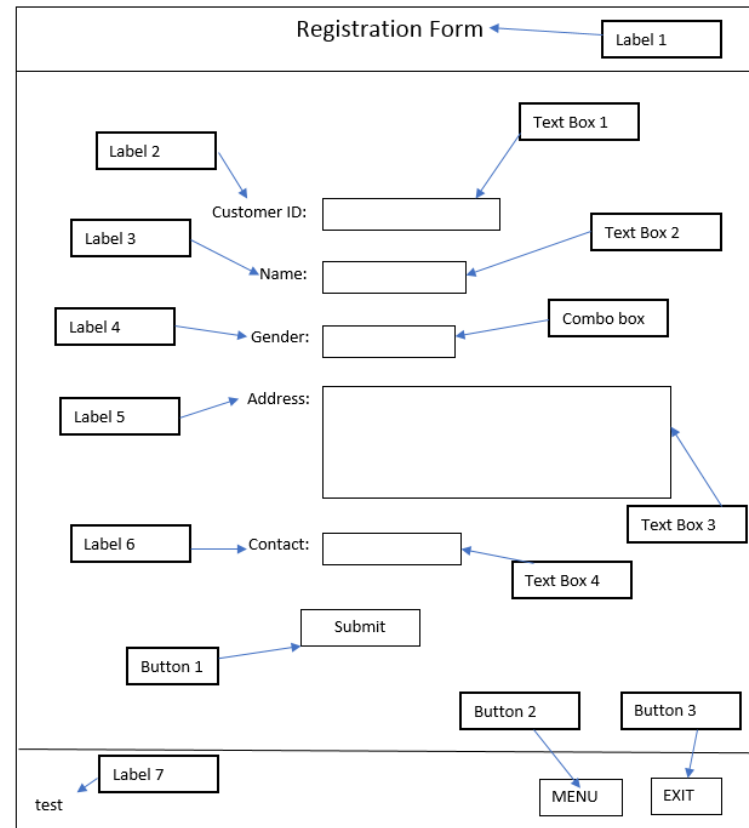 Registration Form
Label 1
Text Box 1
Label 2
Customer ID:
Label 3
Text Box 2
Name:
Label 4
Combo box
Gender:
Label 5
Address:
Text Box 3
Label 6
Contact:
Text Box 4
Submit
Button 1
Button 2
Button 3
Label 7
test
MENU
EXIT